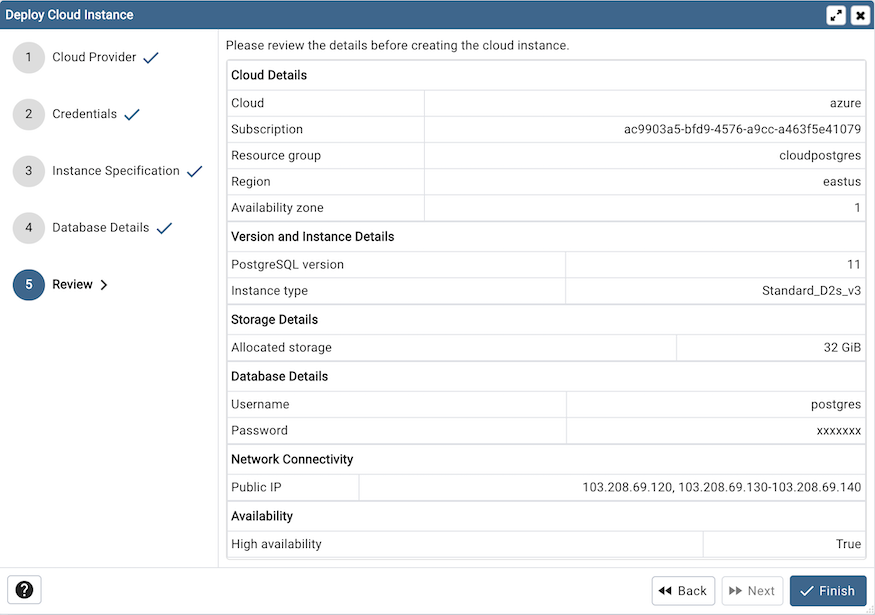 Deploy Cloud Instance
1 Cloud Provider
2 Credentials
3 Instance Specification
4 Database Details
5 Review
Please review the details before creating the cloud instance.
Cloud Details
Cloud azure
Subscription ac9903a5-bfd9-4576-a9cc-a463f5e41079
Resource group cloudpostgres
Region eastus
Availability zone 1
Version and Instance Details
PostgreSQL version 11
Instance type Standard_D2s_v3
Storage Details
Allocated storage 32 GiB
Database Details
Username postgres
Password xxxxxxx
Network Connectivity
Public IP 103.208.69.120, 103.208.69.130-103.208.69.140
Availability
High availability True
? Back Next Finish